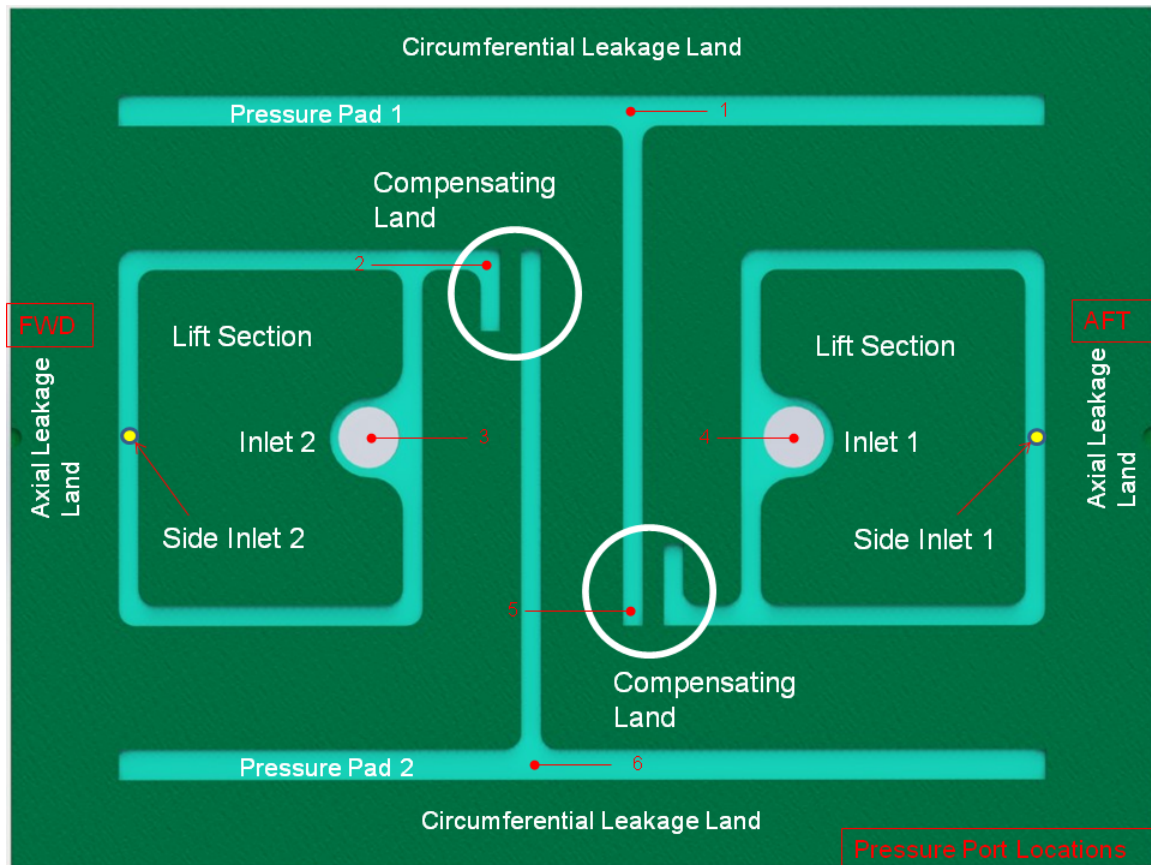 Circumferential Leakage Land
Pressure Pad 1
1
Compensating
Land
2
FWD
AFT
Lift Section
Lift Section
Axial Leakage
Land
Inlet 2
3
4
Inlet 1
Axial Leakage
Land
Side Inlet 2
Side Inlet 1
5
Compensating
Land
Pressure Pad 2
6
Circumferential Leakage Land
Pressure Port Locations